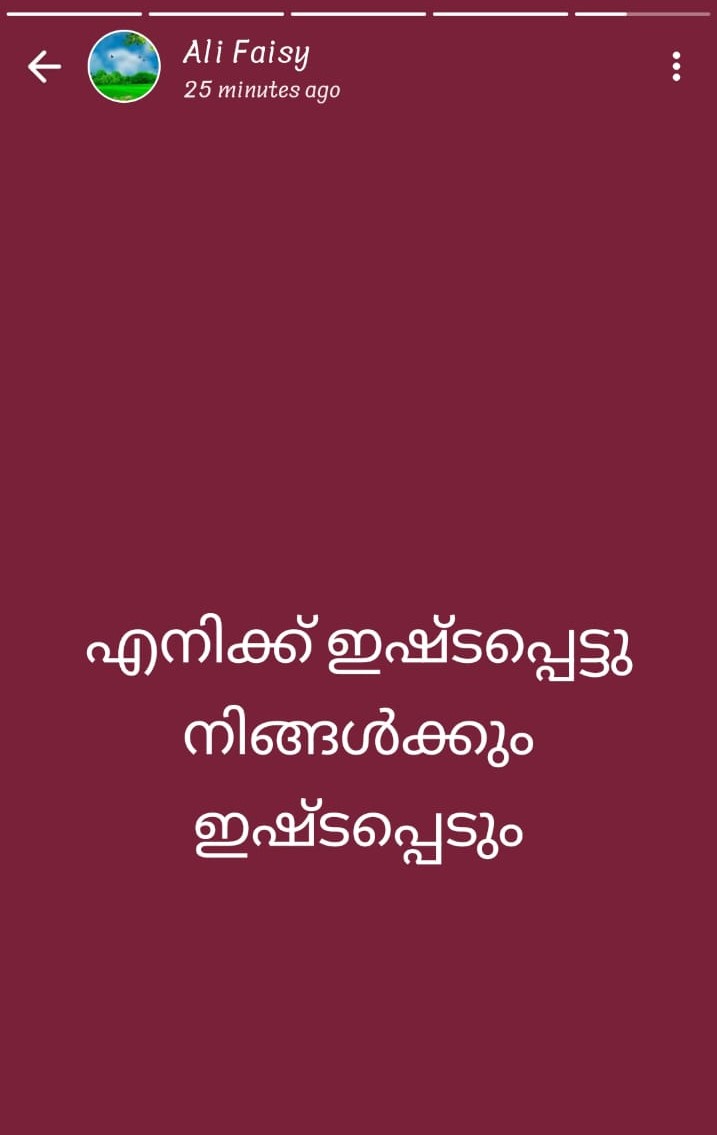 Ali Faisy
25 minutes ago
എനിക്ക് ഇഷ്ടപ്പെട്ടു
നിങ്ങൾക്കും
ഇഷ്ടപ്പെടും